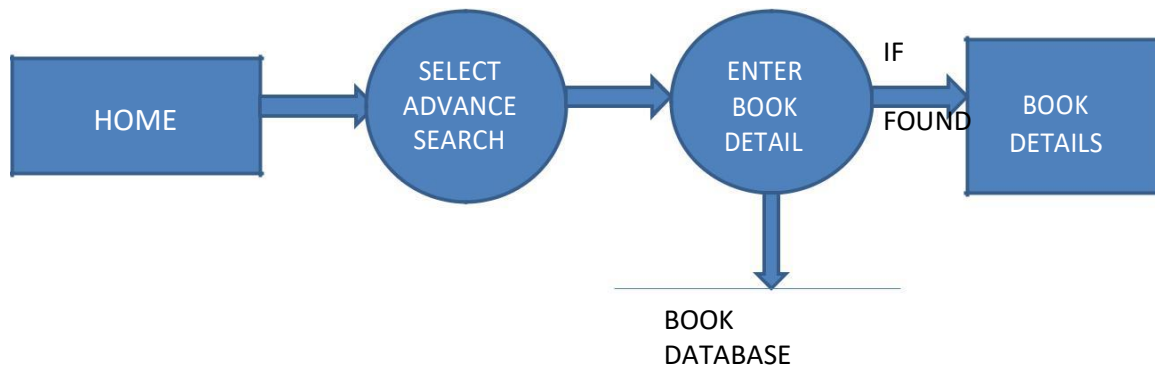 HOME
SELECT
ADVANCE
SEARCH
ENTER
BOOK
DETAIL
IF
FOUND
BOOK
DETAILS
BOOK
DATABASE